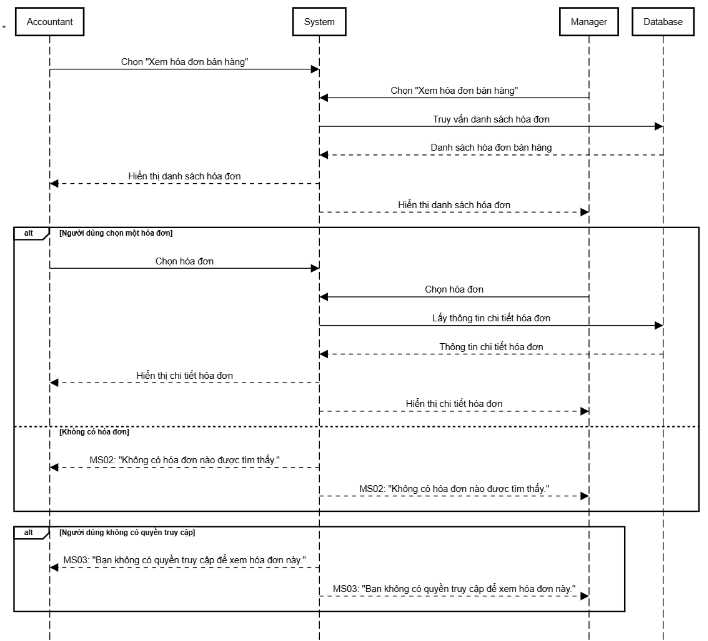 Accountant
System
Manager
Database
Chọn "Xem hóa đơn bán hàng"
Chọn "Xem hóa đơn bán hàng"
Truy vấn danh sách hóa đơn
Danh sách hóa đơn bán hàng
Hiển thị danh sách hóa đơn
Hiển thị danh sách hóa đơn
alt
[Người dùng chọn một hóa đơn]
Chọn hóa đơn
Chọn hóa đơn
Lấy thông tin chi tiết hóa đơn
Thông tin chi tiết hóa đơn
Hiển thị chi tiết hóa đơn
Hiển thị chi tiết hóa đơn
[Không có hóa đơn]
MS02: "Không có hóa đơn nào được tìm thấy."
MS02: "Không có hóa đơn nào được tìm thấy."
alt
[Người dùng không có quyền truy cập]
MS03: "Bạn không có quyền truy cập để xem hóa đơn này."
MS03: "Bạn không có quyền truy cập để xem hóa đơn này."